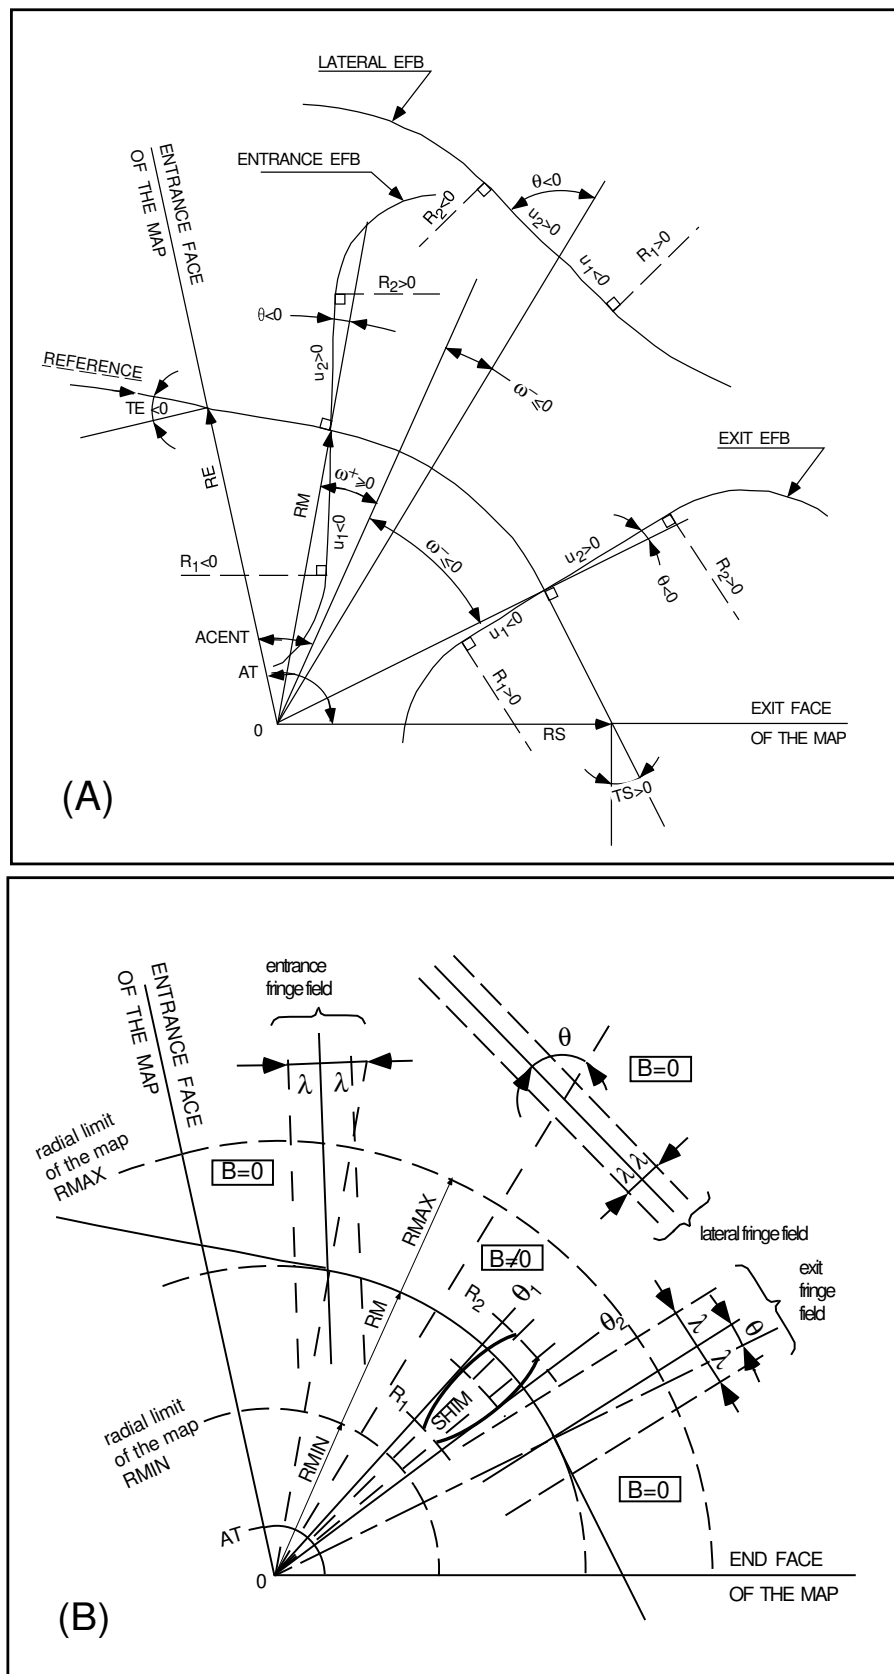 LATERAL EFB
ENTRANCE EFB
ENTRANCE FACE
OF THE MAP
R2<0
θ<0
u2>0
u1<0
R1>0
R2>0
θ<0
u2>0
REFERENCE
TE <0
RE
RM
ω+ ⩾0
ω- ⩽0
EXIT EFB
u1<0
ω- ⩽0
R1<0
u2>0
θ<0
R2>0
u1<0
R1>0
ACENT
AT
0
RS
EXIT FACE
OF THE MAP
TS>0
(A)
entrance
fringe field
ENTRANCE FACE
OF THE MAP
λ
λ
θ
B=0
radial limit
of the map
RMAX
B=0
RMAX
B≠0
λ
λ
lateral fringe field
exit
fringe
field
R2
θ1
θ2
RM
λ
λ
θ
R1
SHIM
radial limit
of the map
RMIN
RMIN
B=0
AT
0
END FACE
OF THE MAP
(B)